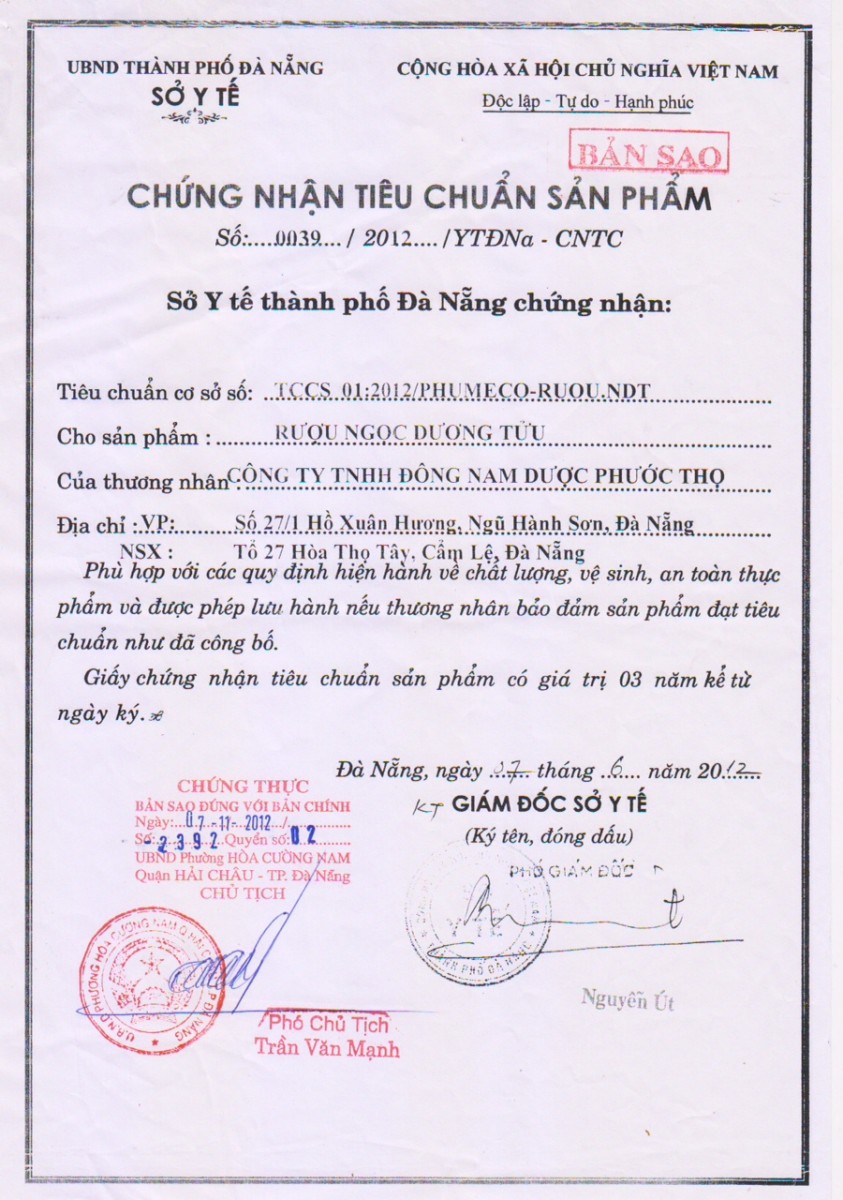 UBND THÀNH PHỐ ĐÀ NẴNG
SỞ Y TẾ
CỘNG HÒA XÃ HỘI CHỦ NGHĨA VIỆT NAM
Độc lập - Tự do - Hạnh phúc
BẢN SAO
CHỨNG NHẬN TIÊU CHUẨN SẢN PHẨM
Số:....0039.... / 2012.... /YTĐNa - CNTC
Sở Y tế thành phố Đà Nẵng chứng nhận:
Tiêu chuẩn cơ sở số: TCCS 01:2012/PHUMECO-RUOU.NDT
Cho sản phẩm : RƯỢU NGỌC DƯƠNG TỬU
Của thương nhân CÔNG TY TNHH ĐÔNG NAM DƯỢC PHƯỚC THỌ
Địa chỉ : VP: Số 27/1 Hồ Xuân Hương, Ngũ Hành Sơn, Đà Nẵng
NSX : Tổ 27 Hòa Thọ Tây, Cẩm Lệ, Đà Nẵng
Phù hợp với các quy định hiện hành về chất lượng, vệ sinh, an toàn thực
phẩm và được phép lưu hành nếu thương nhân bảo đảm sản phẩm đạt tiêu
chuẩn như đã công bố.
Giấy chứng nhận tiêu chuẩn sản phẩm có giá trị 03 năm kể từ
ngày ký.
Đà Nẵng, ngày 07 tháng 6 năm 2012
KT GIÁM ĐỐC SỞ Y TẾ
(Ký tên, đóng dấu)
PHÓ GIÁM ĐỐC
THÀNH PHỐ ĐÀ NẴNG
Nguyễn Út
CHỨNG THỰC
BẢN SAO ĐÚNG VỚI BẢN CHÍNH
Ngày: 07-11-2012
Số: 2392 Quyển số: 02
UBND Phường HÒA CƯỜNG NAM
Quận HẢI CHÂU - TP. Đà Nẵng
CHỦ TỊCH
U.B.N.D PHƯỜNG HÒA CƯỜNG NAM
Phó Chủ Tịch
Trần Văn Mạnh